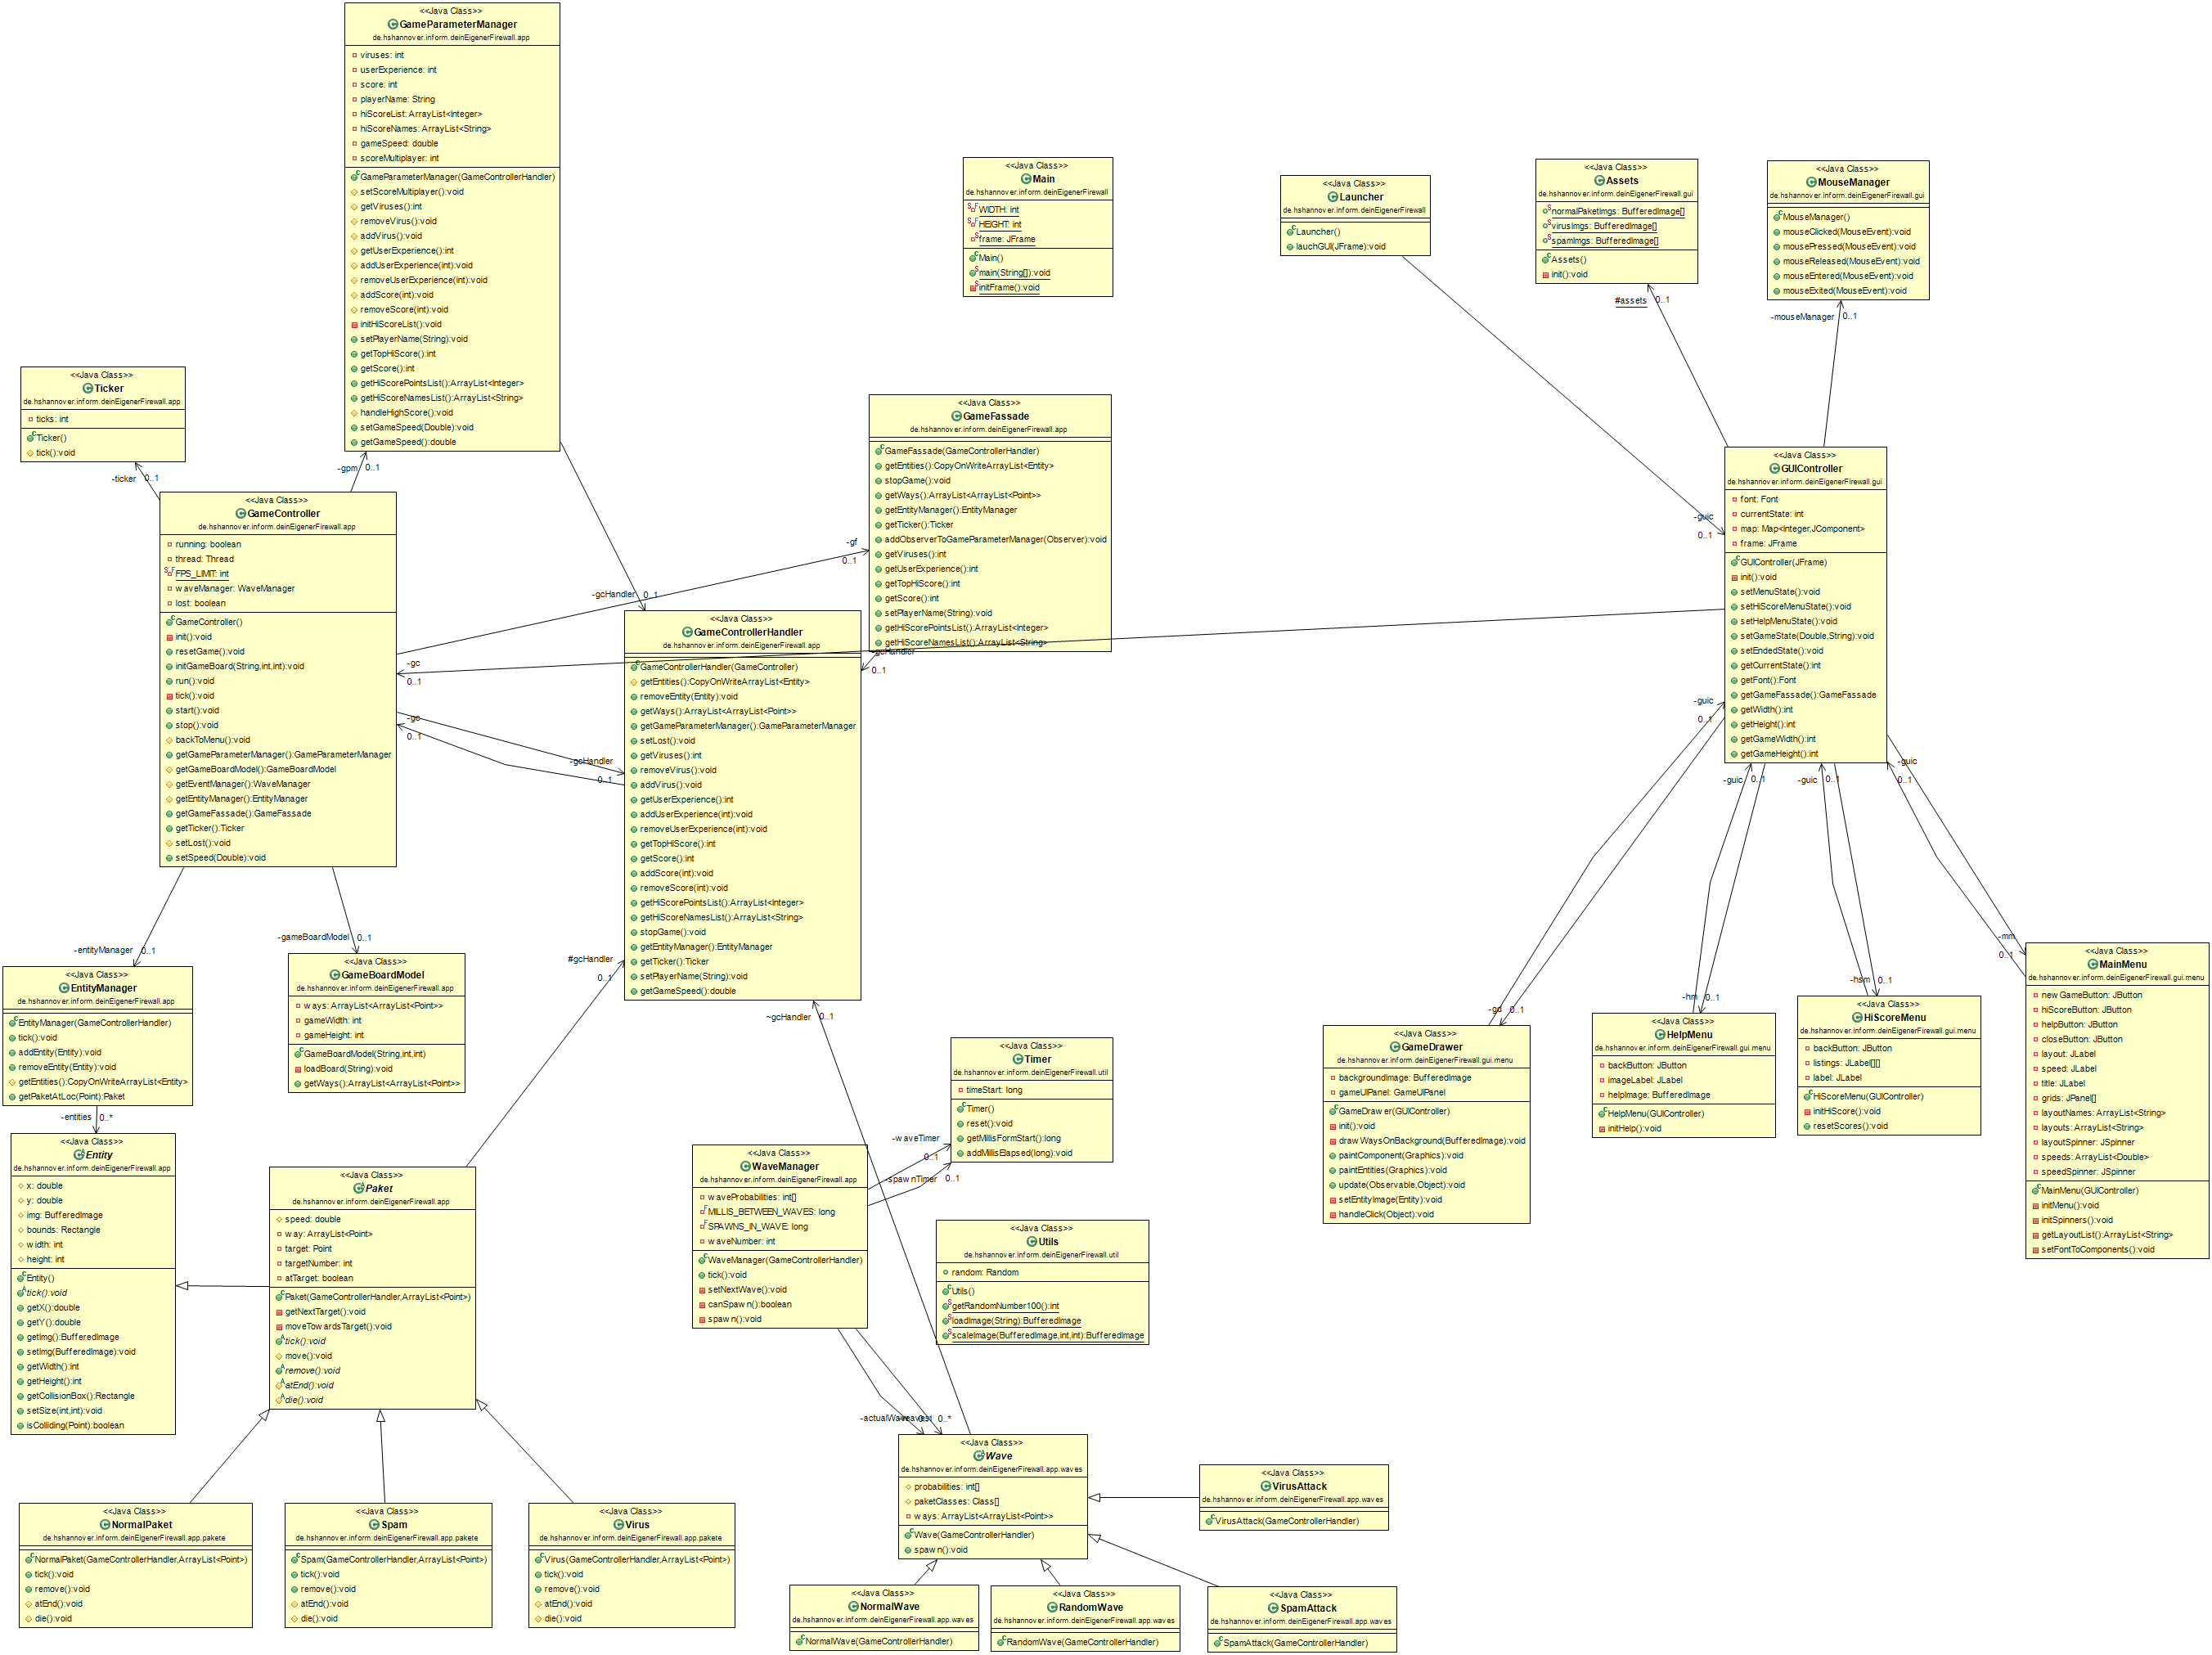 <<Java Class>>
GameParameterManager
de.hshannover.inform.deinEigenerFirewall.app
viruses: int
userExperience: int
score: int
playerName: String
hiScoreList: ArrayList<Integer>
hiScoreNames: ArrayList<String>
gameSpeed: double
scoreMultiplayer: int
GameParameterManager(GameControllerHandler)
setScoreMultiplayer():void
getViruses():int
removeVirus():void
addVirus():void
getUserExperience():int
addUserExperience(int):void
removeUserExperience(int):void
addScore(int):void
removeScore(int):void
initHiScoreList():void
setPlayerName(String):void
getTopHiScore():int
getScore():int
getHiScorePointsList():ArrayList<Integer>
getHiScoreNamesList():ArrayList<String>
handleHighScore():void
setGameSpeed(Double):void
getGameSpeed():double
<<Java Class>>
Main
de.hshannover.inform.deinEigenerFirewall
WIDTH: int
HEIGHT: int
frame: JFrame
Main()
main(String[]):void
initFrame():void
<<Java Class>>
Launcher
de.hshannover.inform.deinEigenerFirewall
Launcher()
lauchGUI(JFrame):void
<<Java Class>>
Assets
de.hshannover.inform.deinEigenerFirewall.gui
normalPaketImgs: BufferedImage[]
virusImgs: BufferedImage[]
spamImgs: BufferedImage[]
Assets()
init():void
<<Java Class>>
MouseManager
de.hshannover.inform.deinEigenerFirewall.gui
MouseManager()
mouseClicked(MouseEvent):void
mousePressed(MouseEvent):void
mouseReleased(MouseEvent):void
mouseEntered(MouseEvent):void
mouseExited(MouseEvent):void
#assets 0..1
-mouseManager 0..1
<<Java Class>>
Ticker
de.hshannover.inform.deinEigenerFirewall.app
ticks: int
Ticker()
tick():void
-ticker 0..1
-gpm 0..1
<<Java Class>>
GameFassade
de.hshannover.inform.deinEigenerFirewall.app
GameFassade(GameControllerHandler)
getEntities():CopyOnWriteArrayList<Entity>
stopGame():void
getWays():ArrayList<ArrayList<Point>>
getEntityManager():EntityManager
getTicker():Ticker
addObserverToGameParameterManager(Observer):void
getViruses():int
getUserExperience():int
getTopHiScore():int
getScore():int
setPlayerName(String):void
getHiScorePointsList():ArrayList<Integer>
getHiScoreNamesList():ArrayList<String>
-gf
0..1
-gcHandler 0..1
-gcHandler
0..1
<<Java Class>>
GUIController
de.hshannover.inform.deinEigenerFirewall.gui
font: Font
currentState: int
map: Map<Integer,JComponent>
frame: JFrame
GUIController(JFrame)
init():void
setMenuState():void
setHiScoreMenuState():void
setHelpMenuState():void
setGameState(Double,String):void
setEndedState():void
getCurrentState():int
getFont():Font
getGameFassade():GameFassade
getWidth():int
getHeight():int
getGameWidth():int
getGameHeight():int
-guic
0..1
-guic
0..1
-guic 0..1
-guic 0..1
-guic
0..1
<<Java Class>>
GameController
de.hshannover.inform.deinEigenerFirewall.app
running: boolean
thread: Thread
FPS_LIMIT: int
waveManager: WaveManager
lost: boolean
GameController()
init():void
resetGame():void
initGameBoard(String,int,int):void
run():void
tick():void
start():void
stop():void
backToMenu():void
getGameParameterManager():GameParameterManager
getGameBoardModel():GameBoardModel
getEventManager():WaveManager
getEntityManager():EntityManager
getGameFassade():GameFassade
getTicker():Ticker
setLost():void
setSpeed(Double):void
-gc
0..1
-gc
0..1
-gcHandler
0..1
<<Java Class>>
GameControllerHandler
de.hshannover.inform.deinEigenerFirewall.app
GameControllerHandler(GameController)
getEntities():CopyOnWriteArrayList<Entity>
removeEntity(Entity):void
getWays():ArrayList<ArrayList<Point>>
getGameParameterManager():GameParameterManager
setLost():void
getViruses():int
removeVirus():void
addVirus():void
getUserExperience():int
addUserExperience(int):void
removeUserExperience(int):void
getTopHiScore():int
getScore():int
addScore(int):void
removeScore(int):void
getHiScorePointsList():ArrayList<Integer>
getHiScoreNamesList():ArrayList<String>
stopGame():void
getEntityManager():EntityManager
getTicker():Ticker
setPlayerName(String):void
getGameSpeed():double
-entityManager 0..1
-gameBoardModel 0..1
#gcHandler
0..1
~gcHandler 0..1
<<Java Class>>
EntityManager
de.hshannover.inform.deinEigenerFirewall.app
EntityManager(GameControllerHandler)
tick():void
addEntity(Entity):void
removeEntity(Entity):void
getEntities():CopyOnWriteArrayList<Entity>
getPaketAtLoc(Point):Paket
-entities 0..*
<<Java Class>>
GameBoardModel
de.hshannover.inform.deinEigenerFirewall.app
ways: ArrayList<ArrayList<Point>>
gameWidth: int
gameHeight: int
GameBoardModel(String,int,int)
loadBoard(String):void
getWays():ArrayList<ArrayList<Point>>
<<Java Class>>
Entity
de.hshannover.inform.deinEigenerFirewall.app
x: double
y: double
img: BufferedImage
bounds: Rectangle
width: int
height: int
Entity()
tick():void
getX():double
getY():double
getImg():BufferedImage
setImg(BufferedImage):void
getWidth():int
getHeight():int
getCollisionBox():Rectangle
setSize(int,int):void
isColliding(Point):boolean
<<Java Class>>
Paket
de.hshannover.inform.deinEigenerFirewall.app
speed: double
way: ArrayList<Point>
target: Point
targetNumber: int
atTarget: boolean
Paket(GameControllerHandler,ArrayList<Point>)
getNextTarget():void
moveTowardsTarget():void
tick():void
move():void
remove():void
atEnd():void
die():void
<<Java Class>>
Timer
de.hshannover.inform.deinEigenerFirewall.util
timeStart: long
Timer()
reset():void
getMillisFormStart():long
addMillisElapsed(long):void
-waveTimer
0..1
-spawnTimer 0..1
<<Java Class>>
WaveManager
de.hshannover.inform.deinEigenerFirewall.app
waveProbabilities: int[]
MILLIS_BETWEEN_WAVES: long
SPAWNS_IN_WAVE: long
waveNumber: int
WaveManager(GameControllerHandler)
tick():void
setNextWave():void
canSpawn():boolean
spawn():void
<<Java Class>>
Utils
de.hshannover.inform.deinEigenerFirewall.util
random: Random
Utils()
getRandomNumber100():int
loadImage(String):BufferedImage
scaleImage(BufferedImage,int,int):BufferedImage
-gd 0..1
-hm 0..1
-hsm 0..1
-mm
0..1
<<Java Class>>
GameDrawer
de.hshannover.inform.deinEigenerFirewall.gui.menu
backgroundImage: BufferedImage
gameUIPanel: GameUIPanel
GameDrawer(GUIController)
init():void
drawWaysOnBackground(BufferedImage):void
paintComponent(Graphics):void
paintEntities(Graphics):void
update(Observable,Object):void
setEntityImage(Entity):void
handleClick(Object):void
<<Java Class>>
HelpMenu
de.hshannover.inform.deinEigenerFirewall.gui.menu
backButton: JButton
imageLabel: JLabel
helpImage: BufferedImage
HelpMenu(GUIController)
initHelp():void
<<Java Class>>
HiScoreMenu
de.hshannover.inform.deinEigenerFirewall.gui.menu
backButton: JButton
listings: JLabel[][]
label: JLabel
HiScoreMenu(GUIController)
initHiScore():void
resetScores():void
<<Java Class>>
MainMenu
de.hshannover.inform.deinEigenerFirewall.gui.menu
newGameButton: JButton
hiScoreButton: JButton
helpButton: JButton
closeButton: JButton
layout: JLabel
speed: JLabel
title: JLabel
grids: JPanel[]
layoutNames: ArrayList<String>
layouts: ArrayList<String>
layoutSpinner: JSpinner
speeds: ArrayList<Double>
speedSpinner: JSpinner
MainMenu(GUIController)
initMenu():void
initSpinners():void
getLayoutList():ArrayList<String>
setFontToComponents():void
-actualWave 0..*
<<Java Class>>
Wave
de.hshannover.inform.deinEigenerFirewall.app.waves
probabilities: int[]
paketClasses: Class[]
ways: ArrayList<ArrayList<Point>>
Wave(GameControllerHandler)
spawn():void
<<Java Class>>
VirusAttack
de.hshannover.inform.deinEigenerFirewall.app.waves
VirusAttack(GameControllerHandler)
<<Java Class>>
NormalPaket
de.hshannover.inform.deinEigenerFirewall.app.pakete
NormalPaket(GameControllerHandler,ArrayList<Point>)
tick():void
remove():void
atEnd():void
die():void
<<Java Class>>
Spam
de.hshannover.inform.deinEigenerFirewall.app.pakete
Spam(GameControllerHandler,ArrayList<Point>)
tick():void
remove():void
atEnd():void
die():void
<<Java Class>>
Virus
de.hshannover.inform.deinEigenerFirewall.app.pakete
Virus(GameControllerHandler,ArrayList<Point>)
tick():void
remove():void
atEnd():void
die():void
<<Java Class>>
NormalWave
de.hshannover.inform.deinEigenerFirewall.app.waves
NormalWave(GameControllerHandler)
<<Java Class>>
RandomWave
de.hshannover.inform.deinEigenerFirewall.app.waves
RandomWave(GameControllerHandler)
<<Java Class>>
SpamAttack
de.hshannover.inform.deinEigenerFirewall.app.waves
SpamAttack(GameControllerHandler)